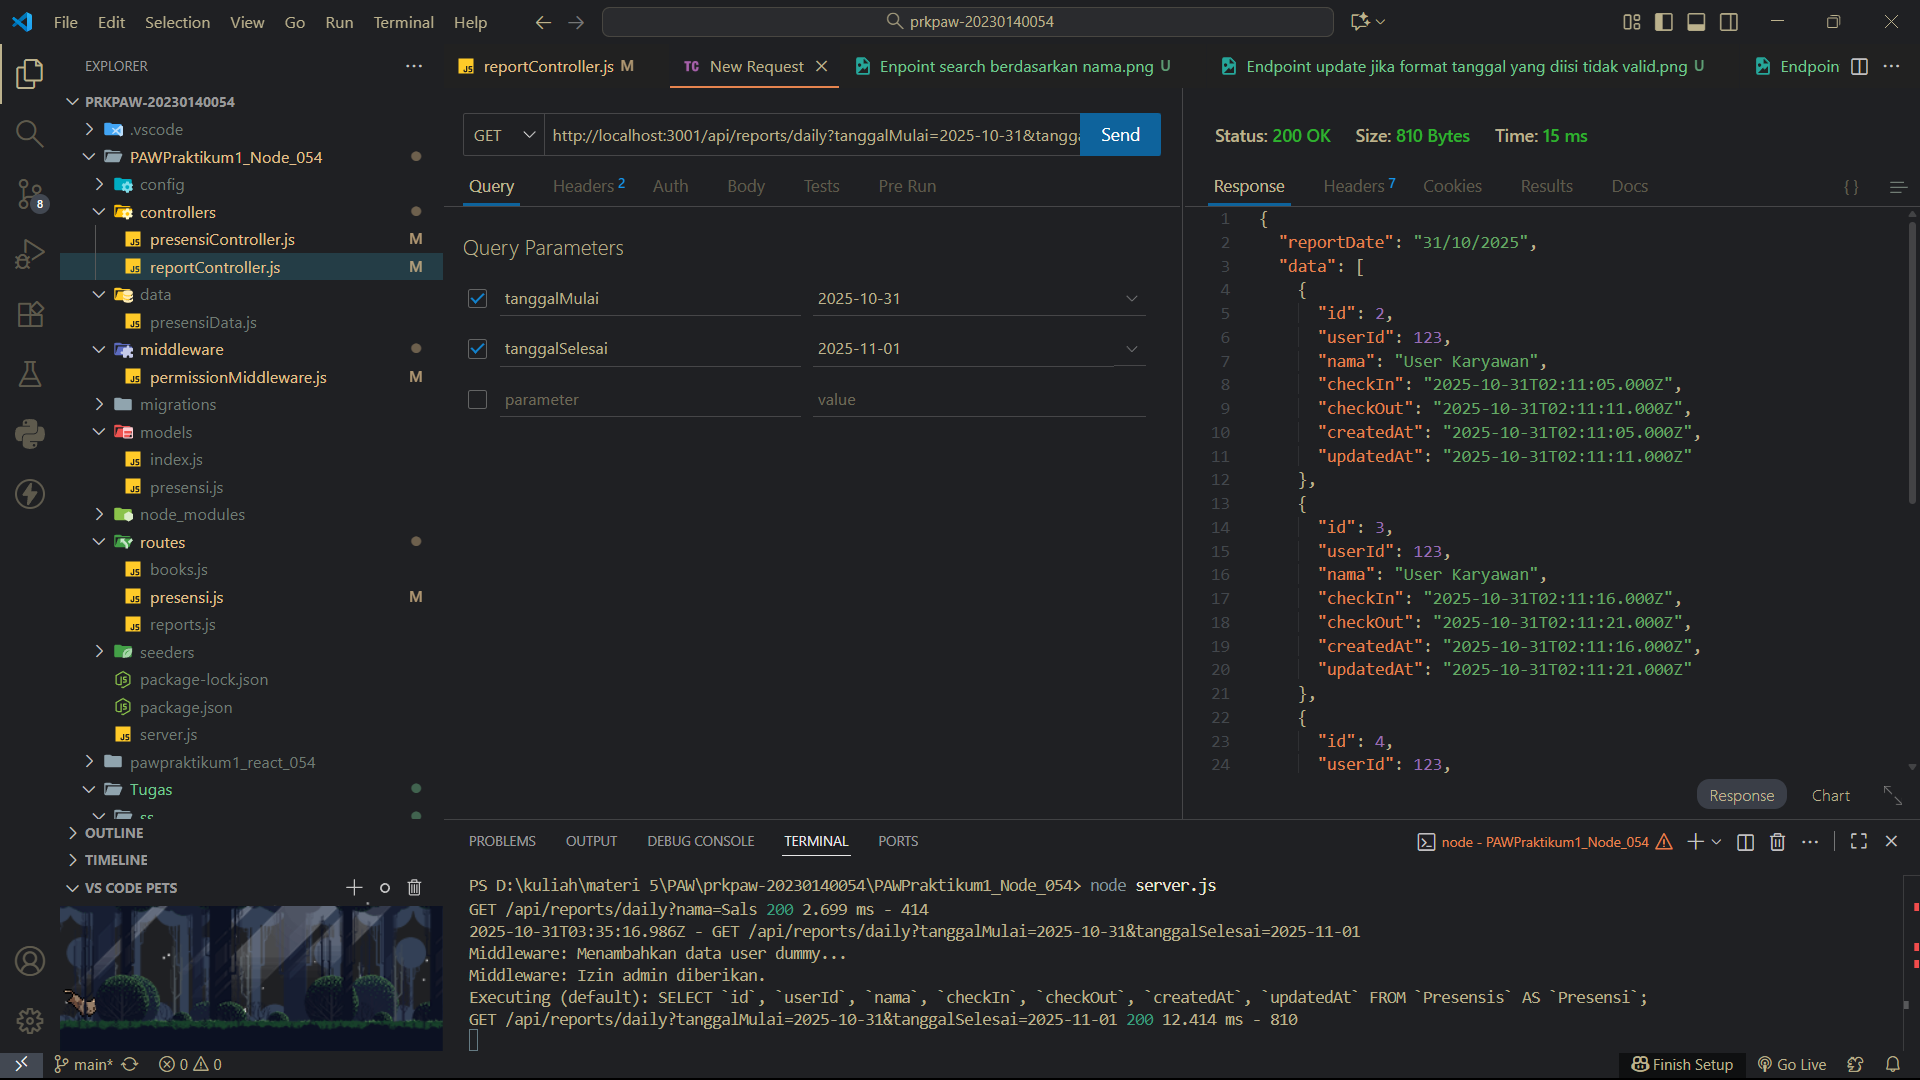 File Edit Selection View Go Run Terminal Help
prkpaw-20230140054
EXPLORER
PRKPAW-20230140054
.vscode
PAWPraktikum1_Node_054
config
controllers
presensiController.js M
reportController.js M
data
presensiData.js
middleware
permissionMiddleware.js M
migrations
models
index.js
presensi.js
node_modules
routes
books.js
presensi.js M
reports.js
seeders
package-lock.json
package.json
server.js
pawpraktikum1_react_054
Tugas
ss
OUTLINE
TIMELINE
VS CODE PETS
8
reportController.js M
TC New Request
Enpoint search berdasarkan nama.png U
Endpoint update jika format tanggal yang diisi tidak valid.png U
Endpoin
GET http://localhost:3001/api/reports/daily?tanggalMulai=2025-10-31&tangga Send
Query Headers 2 Auth Body Tests Pre Run
Query Parameters
tanggalMulai 2025-10-31
tanggalSelesai 2025-11-01
parameter value
Status: 200 OK Size: 810 Bytes Time: 15 ms
Response Headers 7 Cookies Results Docs { }
1 {
2 "reportDate": "31/10/2025",
3 "data": [
4 {
5 "id": 2,
6 "userId": 123,
7 "nama": "User Karyawan",
8 "checkIn": "2025-10-31T02:11:05.000Z",
9 "checkOut": "2025-10-31T02:11:11.000Z",
10 "createdAt": "2025-10-31T02:11:05.000Z",
11 "updatedAt": "2025-10-31T02:11:11.000Z"
12 },
13 {
14 "id": 3,
15 "userId": 123,
16 "nama": "User Karyawan",
17 "checkIn": "2025-10-31T02:11:16.000Z",
18 "checkOut": "2025-10-31T02:11:21.000Z",
19 "createdAt": "2025-10-31T02:11:16.000Z",
20 "updatedAt": "2025-10-31T02:11:21.000Z"
21 },
22 {
23 "id": 4,
24 "userId": 123,
Response Chart
PROBLEMS OUTPUT DEBUG CONSOLE TERMINAL PORTS
node - PAWPraktikum1_Node_054
PS D:\kuliah\materi 5\PAW\prkpaw-20230140054\PAWPraktikum1_Node_054> node server.js
GET /api/reports/daily?nama=Sals 200 2.699 ms - 414
2025-10-31T03:35:16.986Z - GET /api/reports/daily?tanggalMulai=2025-10-31&tanggalSelesai=2025-11-01
Middleware: Menambahkan data user dummy...
Middleware: Izin admin diberikan.
Executing (default): SELECT `id`, `userId`, `nama`, `checkIn`, `checkOut`, `createdAt`, `updatedAt` FROM `Presensis` AS `Presensi`;
GET /api/reports/daily?tanggalMulai=2025-10-31&tanggalSelesai=2025-11-01 200 12.414 ms - 810
main* 0 0
Finish Setup Go Live